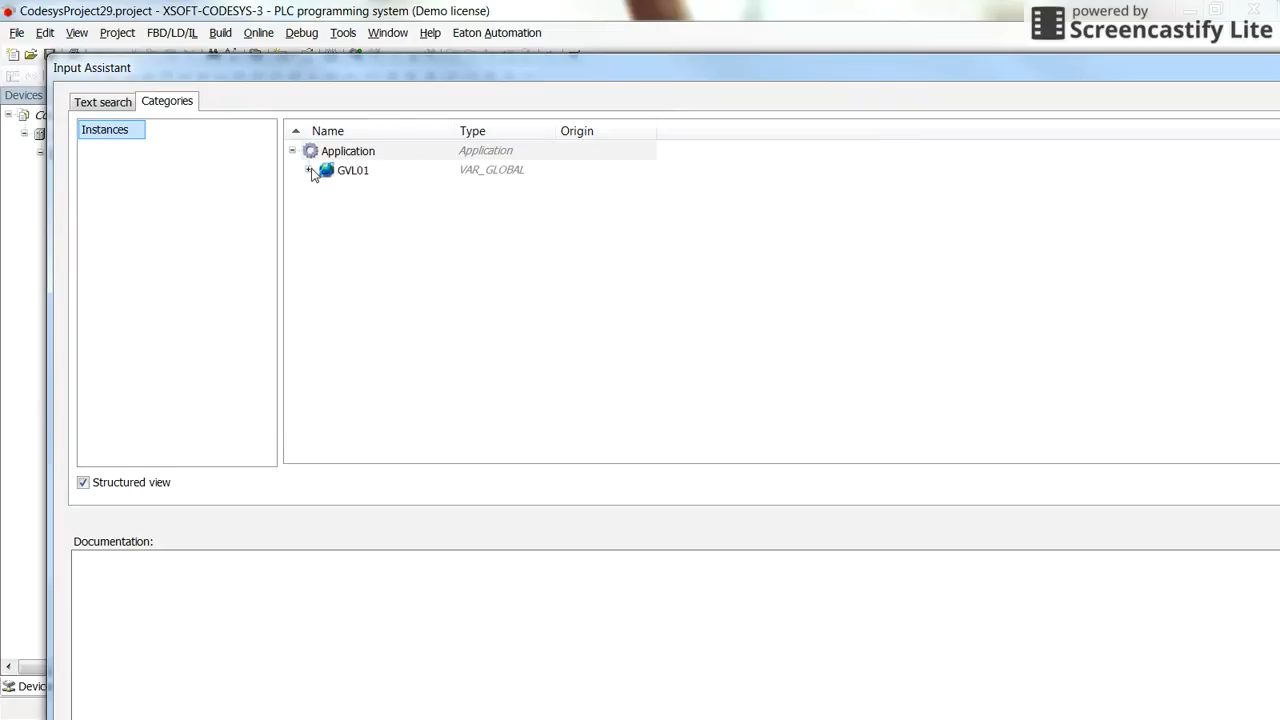 CodesysProject29.project - XSOFT-CODESYS-3 - PLC programming system (Demo license)
powered by
Screencastify Lite
File Edit View Project FBD/LD/IL Build Online Debug Tools Window Help Eaton Automation
Input Assistant
Devices
Text search Categories
Instances
Name Type Origin
Application Application
GVL01 VAR_GLOBAL
Structured view
Documentation: